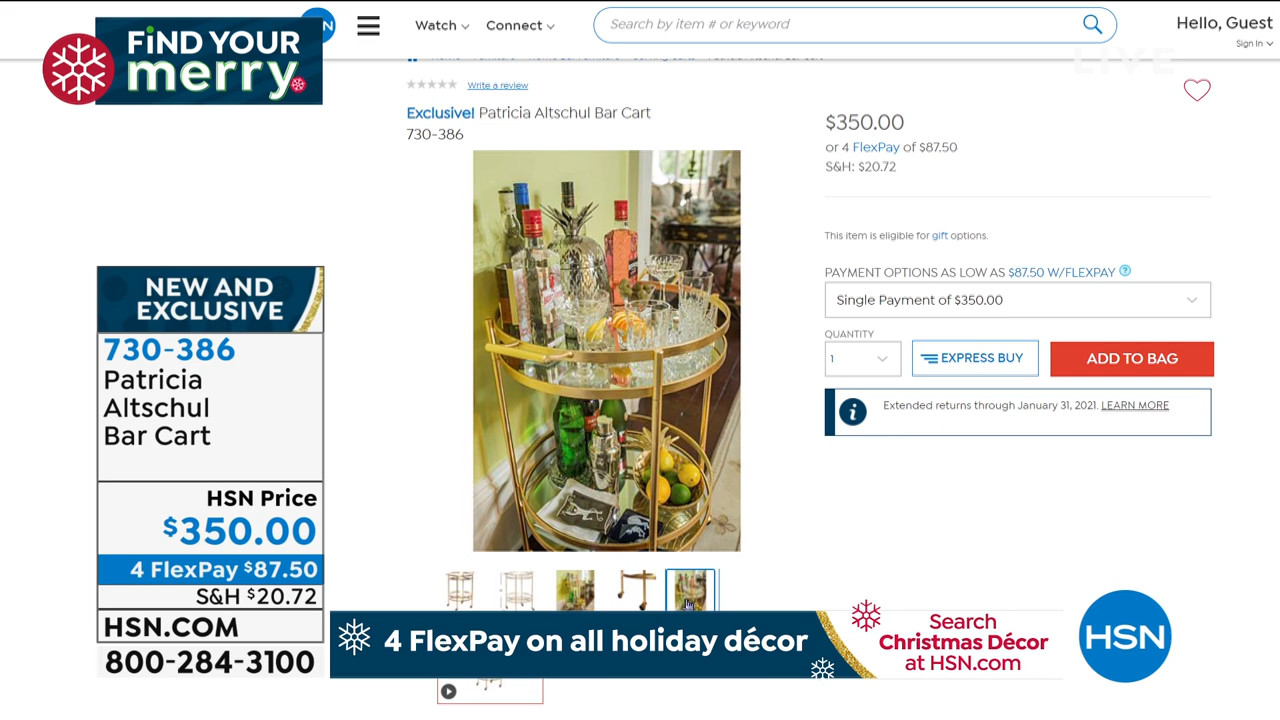 FiND YOUR
merry
Watch
Connect
Search by item # or keyword
Hello, Guest
Sign In
LIVE
Write a review
Exclusive! Patricia Altschul Bar Cart
730-386
$350.00
or 4 FlexPay of $87.50
S&H: $20.72
This item is eligible for gift options.
PAYMENT OPTIONS AS LOW AS $87.50 W/FLEXPAY
Single Payment of $350.00
QUANTITY
1
EXPRESS BUY
ADD TO BAG
Extended returns through January 31, 2021. LEARN MORE
NEW AND
EXCLUSIVE
730-386
Patricia
Altschul
Bar Cart
HSN Price
$350.00
4 FlexPay $87.50
S&H $20.72
HSN.COM
800-284-3100
4 FlexPay on all holiday décor
Search
Christmas Décor
at HSN.com
HSN